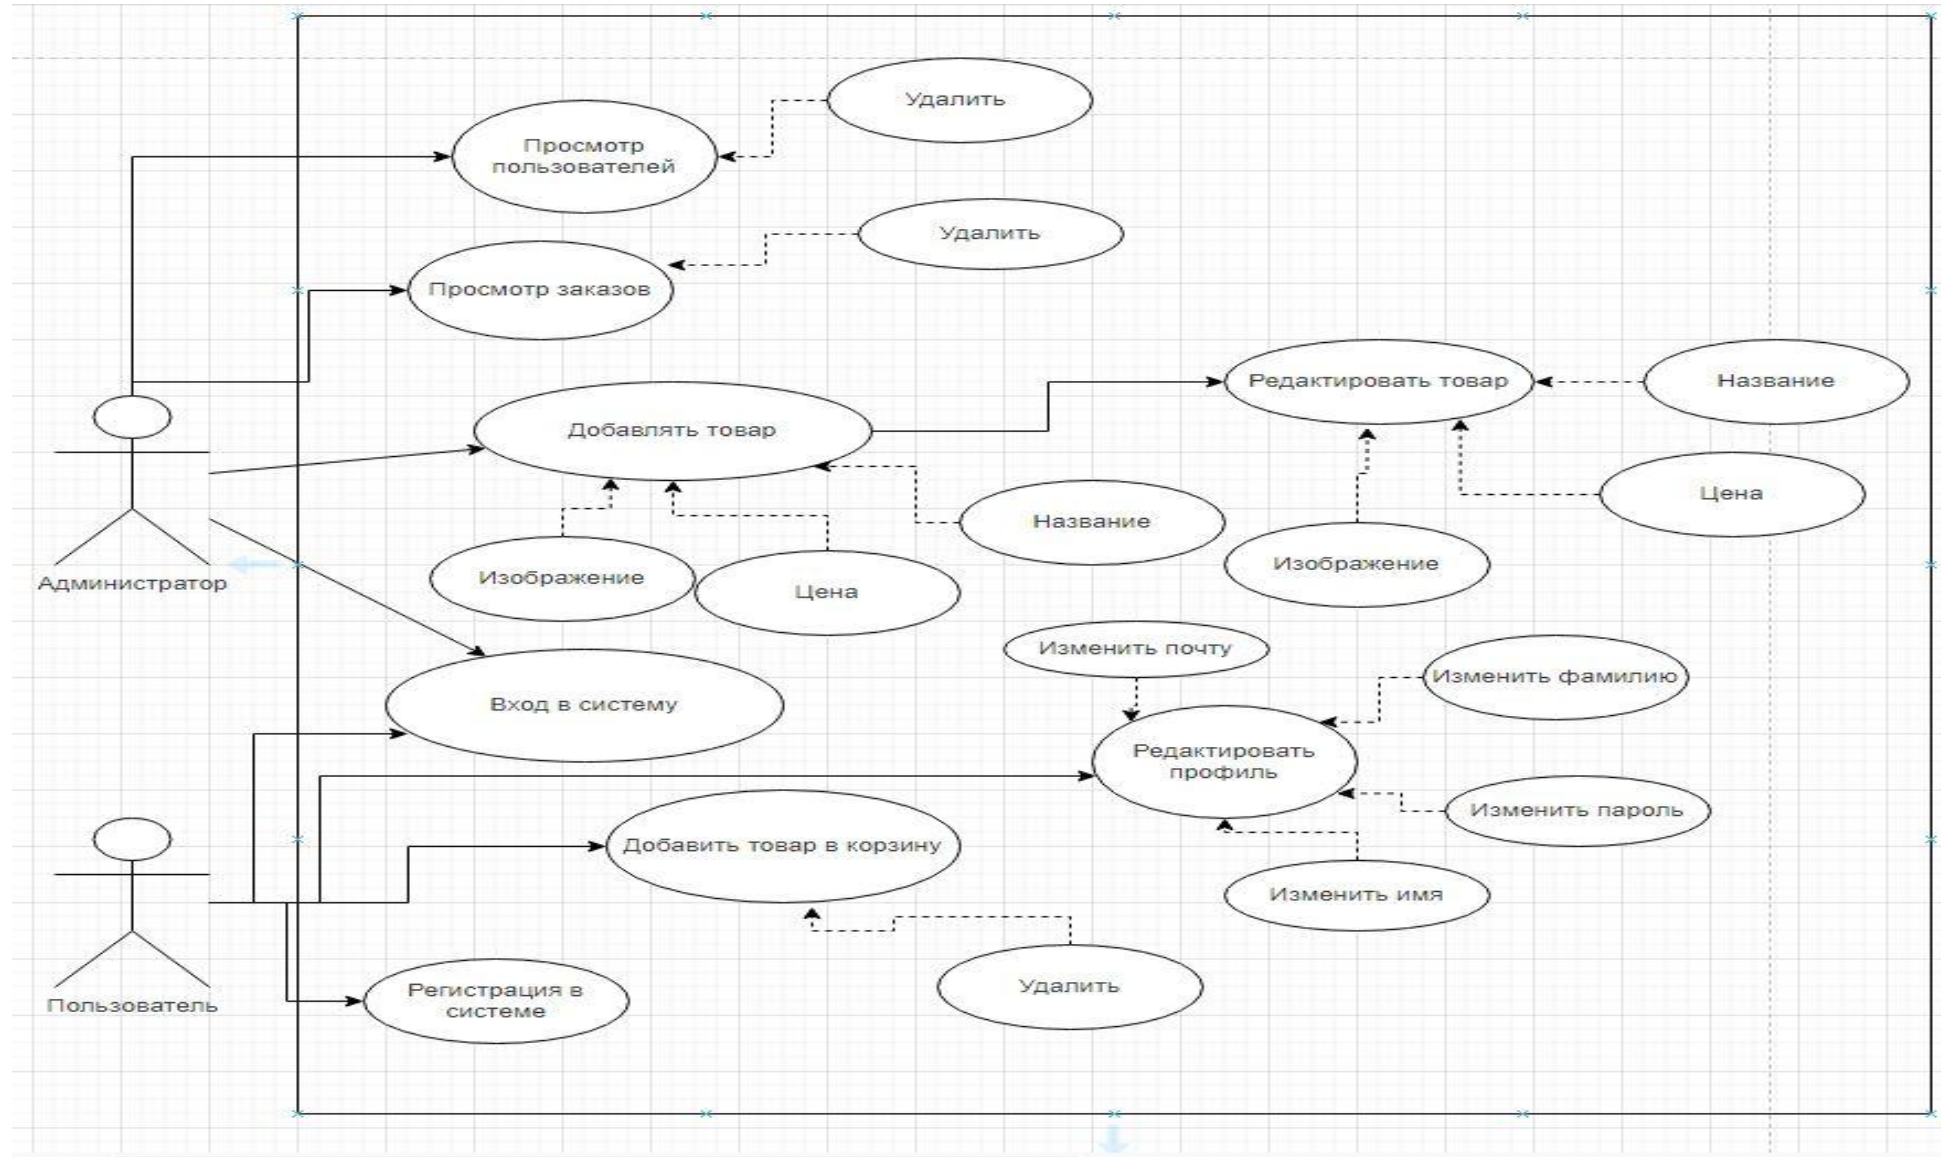 Удалить
Просмотр
пользователей
Удалить
Просмотр заказов
Редактировать товар
Название
Добавлять товар
Цена
Название
Изображение
Изображение
Цена
Администратор
Изменить почту
Изменить фамилию
Вход в систему
Редактировать
профиль
Изменить пароль
Добавить товар в корзину
Изменить имя
Удалить
Регистрация в
системе
Пользователь